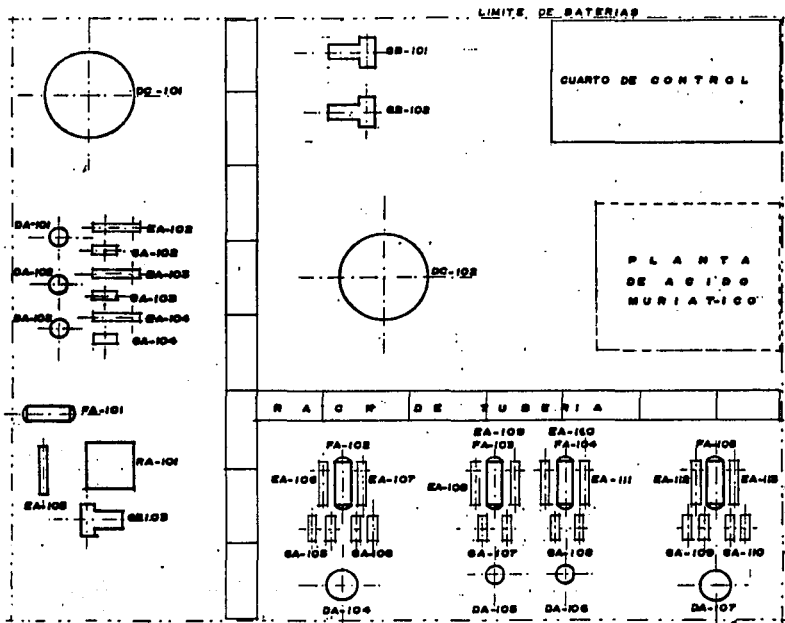 LIMITE DE BATERIAS
GB-101
CUARTO DE CONTROL
DC-101
GB-102
DA-101
EA-102
GA-102
DA-102
EA-103
DC-102
PLANTA
DE ACIDO
MURIATICO
GA-103
DA-103
EA-104
GA-104
FA-101
RACK DE TUBERIA
EA-109
EA-110
FA-102
FA-103
FA-104
FA-105
RA-101
EA-106
EA-107
EA-108
EA-111
EA-112
EA-113
EA-105
GB103
GA-105
GA-106
GA-107
GA-108
GA-109
GA-110
DA-104
DA-105
DA-106
DA-107